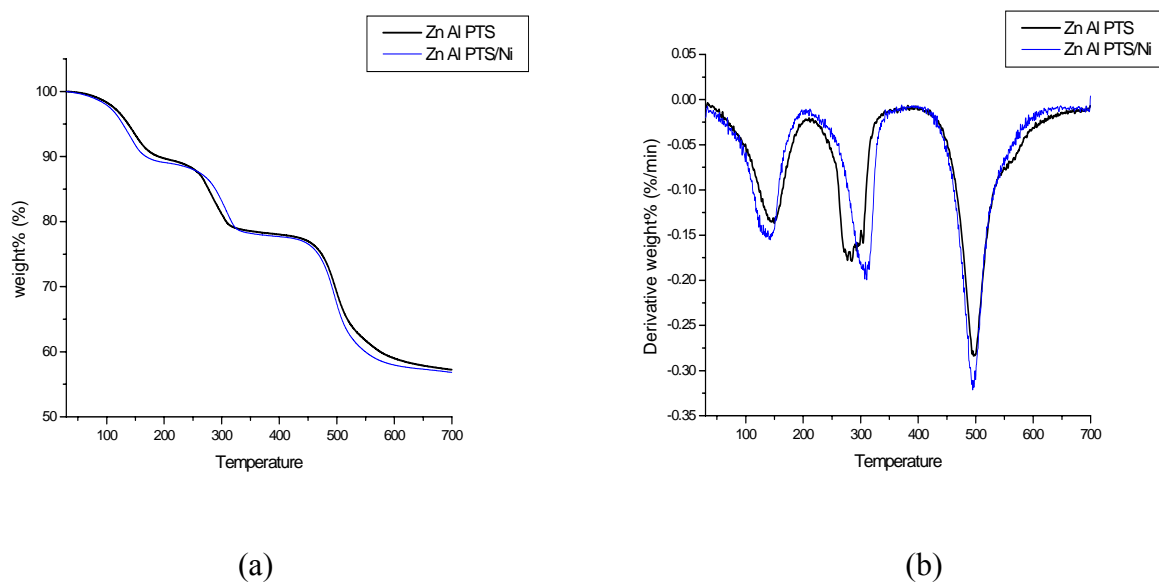 Zn Al PTS
Zn Al PTS/Ni
100
90
80
70
60
50
weight% (%)
100 200 300 400 500 600 700
Temperature
(a)
Zn Al PTS
Zn Al PTS/Ni
0.05
0.00
-0.05
-0.10
-0.15
-0.20
-0.25
-0.30
-0.35
Derivative weight% (%/min)
100 200 300 400 500 600 700
Temperature
(b)